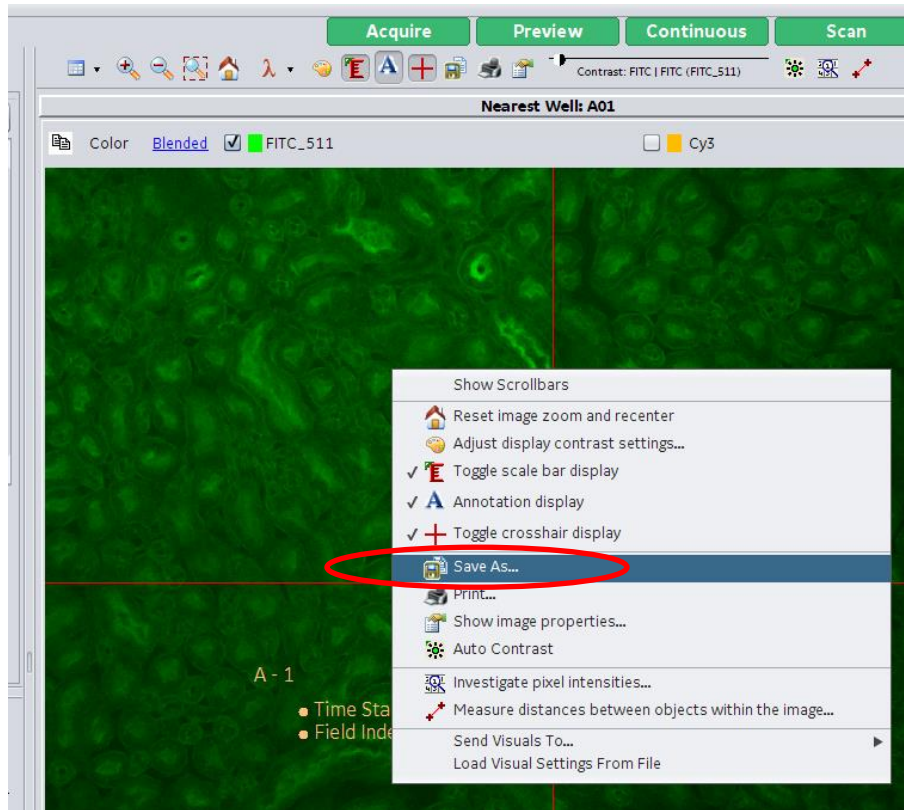 Acquire Preview Continuous Scan
λ E A Contrast: FITC | FITC (FITC_511)
Nearest Well: A01
Color Blended FITC_511 Cy3
Show Scrollbars
Reset image zoom and recenter
Adjust display contrast settings...
Toggle scale bar display
A Annotation display
Toggle crosshair display
Save As...
Print...
Show image properties...
Auto Contrast
A - 1
Investigate pixel intensities...
Time Sta
Measure distances between objects within the image...
Field Inde
Send Visuals To...
Load Visual Settings From File